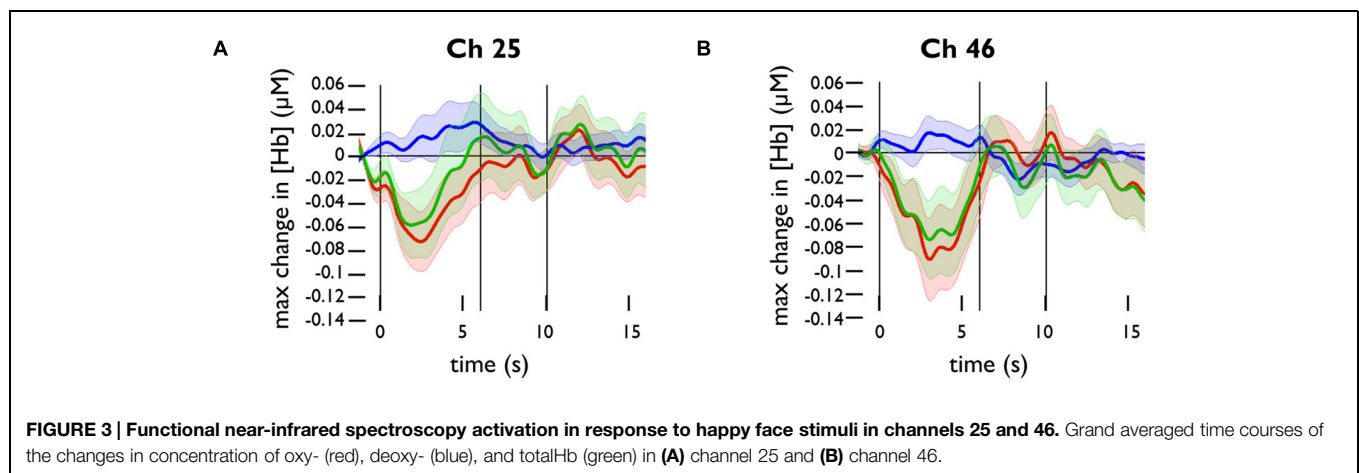 A
Ch 25
max change in [Hb] (μM)
0.06
0.04
0.02
0
-0.02
-0.04
-0.06
-0.08
-0.1
-0.12
-0.14
0 5 10 15
time (s)
B
Ch 46
max change in [Hb] (μM)
0.06
0.04
0.02
0
-0.02
-0.04
-0.06
-0.08
-0.1
-0.12
-0.14
0 5 10 15
time (s)
FIGURE 3 | Functional near-infrared spectroscopy activation in response to happy face stimuli in channels 25 and 46. Grand averaged time courses of
the changes in concentration of oxy- (red), deoxy- (blue), and totalHb (green) in (A) channel 25 and (B) channel 46.